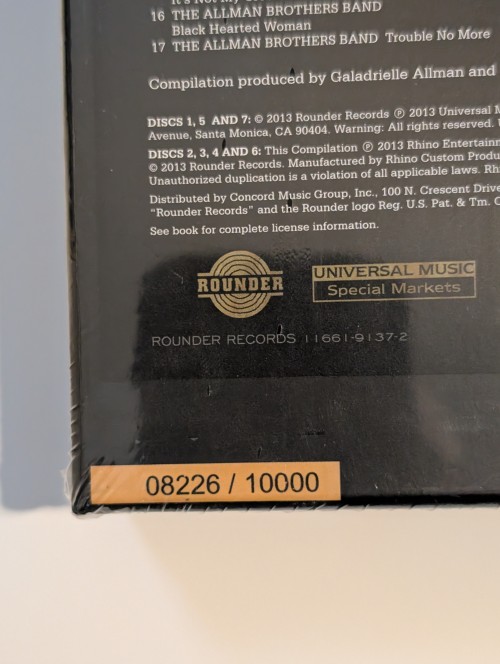 16 THE ALLMAN BROTHERS BAND
Black Hearted Woman
17 THE ALLMAN BROTHERS BAND Trouble No More
Compilation produced by Galadrielle Allman and
DISCS 1, 5 AND 7: © 2013 Rounder Records ℗ 2013 Universal
Avenue, Santa Monica, CA 90404. Warning: All rights reserved.
DISCS 2, 3, 4 AND 6: This Compilation ℗ 2013 Rhino
© 2013 Rounder Records. Manufactured by Rhino Custom
Unauthorized duplication is a violation of all applicable laws.
Distributed by Concord Music Group, Inc., 100 N. Crescent
"Rounder Records" and the Rounder logo Reg. U.S. Pat. & Tm.
See book for complete license information.
ROUNDER
UNIVERSAL MUSIC
Special Markets
ROUNDER RECORDS 11661-9137-2
08226 / 10000